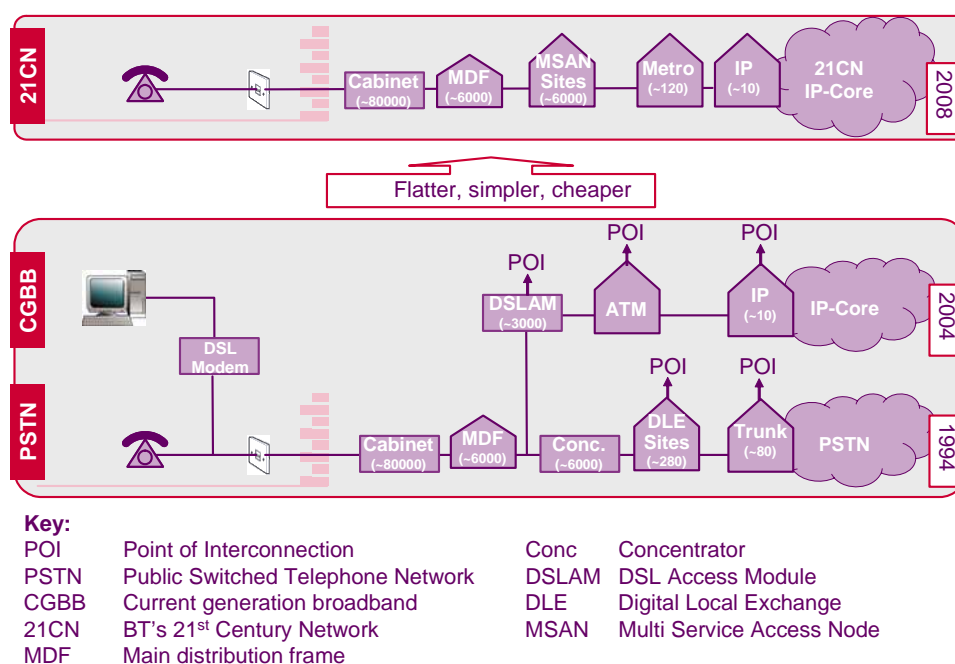 21CN
Cabinet
(~80000)
MDF
(~6000)
MSAN
Sites
(~6000)
Metro
(~120)
IP
(~10)
21CN
IP-Core
2008
Flatter, simpler, cheaper
CGBB
DSL
Modem
POI
DSLAM
(~3000)
POI
ATM
POI
IP
(~10)
IP-Core
2004
PSTN
Cabinet
(~80000)
MDF
(~6000)
Conc.
(~6000)
POI
DLE
Sites
(~280)
POI
Trunk
(~80)
PSTN
1994
Key:
POI Point of Interconnection
PSTN Public Switched Telephone Network
CGBB Current generation broadband
21CN BT's 21st Century Network
MDF Main distribution frame
Conc Concentrator
DSLAM DSL Access Module
DLE Digital Local Exchange
MSAN Multi Service Access Node